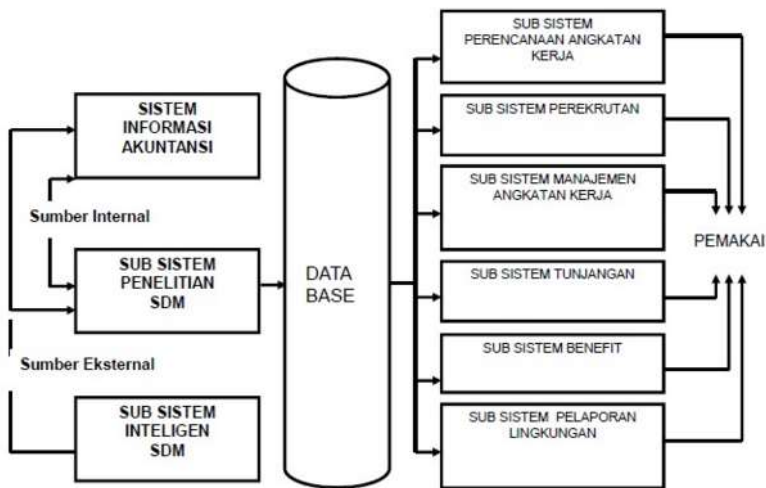 SISTEM
INFORMASI
AKUNTANSI
Sumber Internal
SUB SISTEM
PENELITIAN
SDM
Sumber Eksternal
SUB SISTEM
INTELIGEN
SDM
DATA
BASE
SUB SISTEM
PERENCANAAN ANGKATAN
KERJA
SUB SISTEM PEREKRUTAN
SUB SISTEM MANAJEMEN
ANGKATAN KERJA
SUB SISTEM TUNJANGAN
SUB SISTEM BENEFIT
SUB SISTEM PELAPORAN
LINGKUNGAN
PEMAKAI